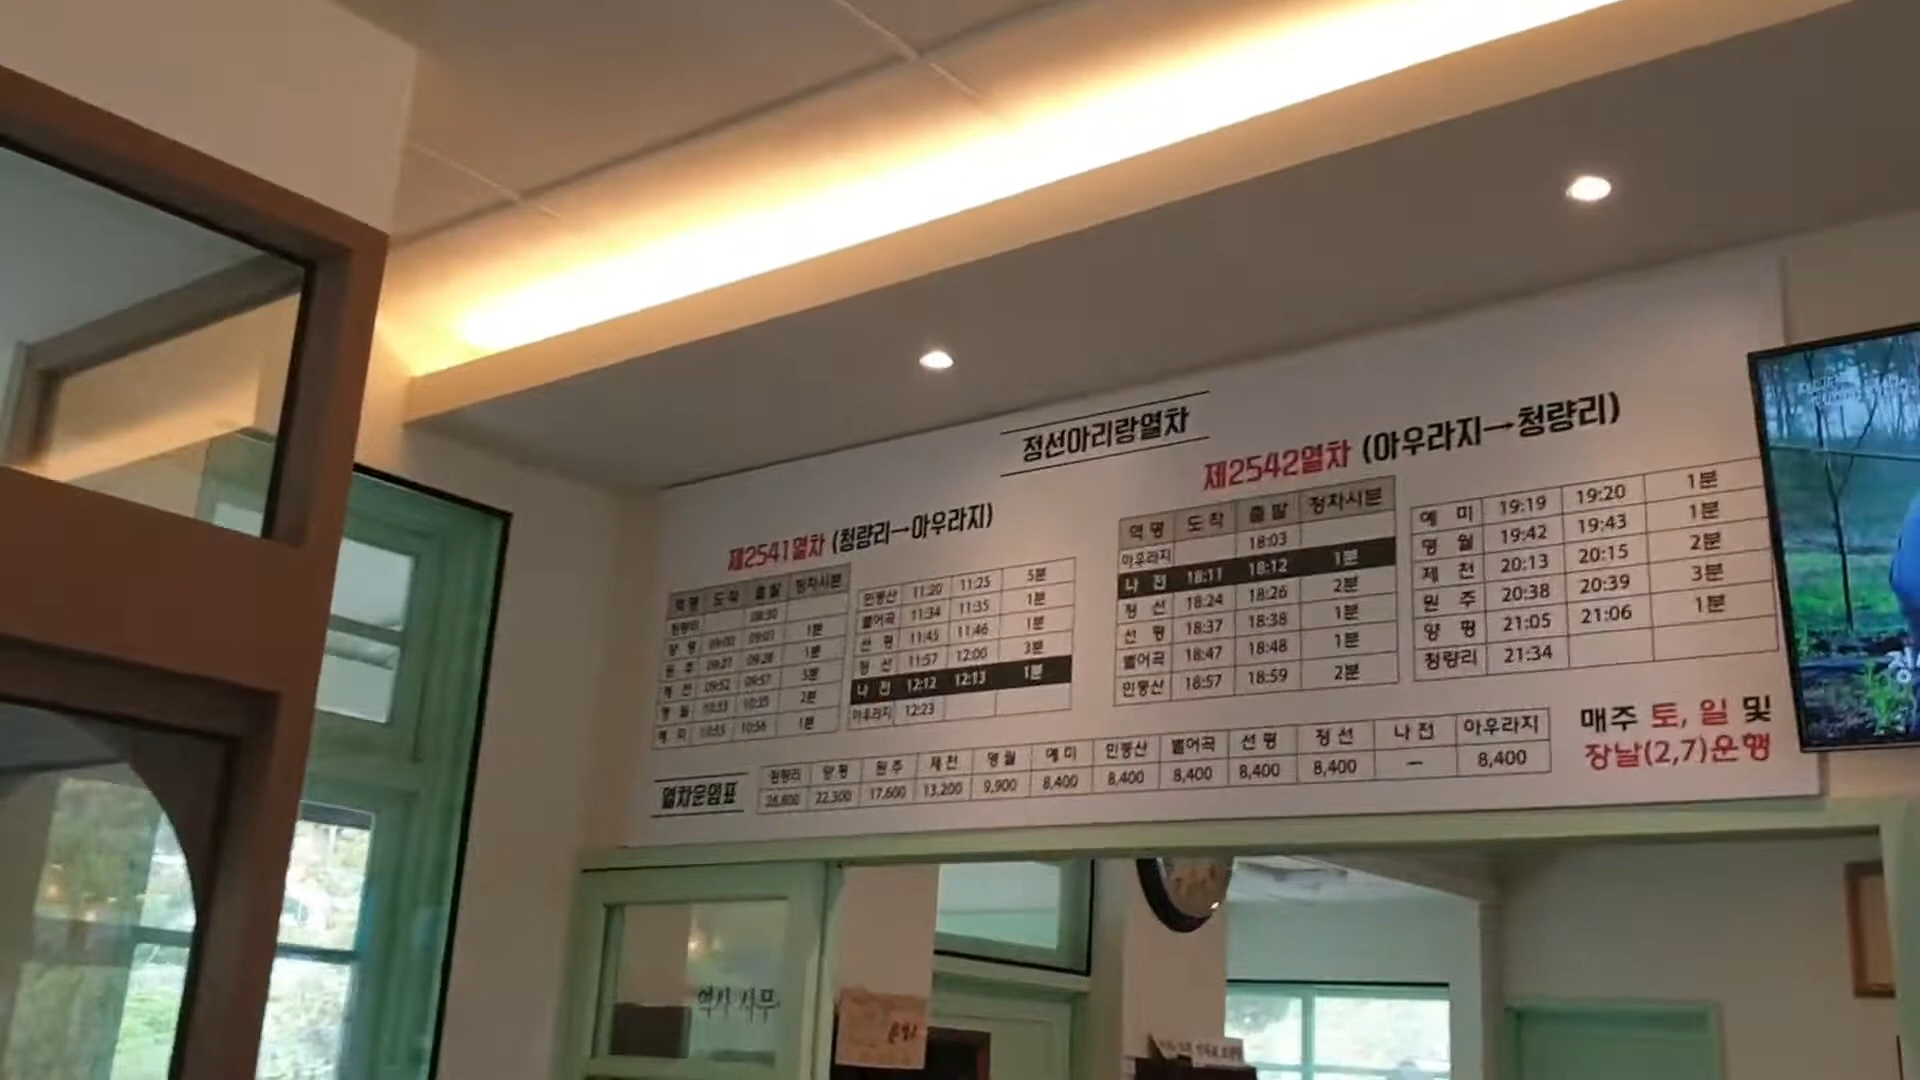 정선아리랑열차
제2541열차 (청량리→아우라지)
역 명 도 착 출 발 정차시분
청량리 08:30
양 평 09:00 09:01 1분
원 주 09:27 09:28 1분
제 천 09:52 09:57 5분
영 월 10:33 10:35 2분
예 미 10:55 10:56 1분
민둥산 11:20 11:25 5분
별어곡 11:34 11:35 1분
선 평 11:45 11:46 1분
정 선 11:57 12:00 3분
나 전 12:12 12:13 1분
아우라지 12:23
제2542열차 (아우라지→청량리)
역 명 도 착 출 발 정차시분
아우라지 18:03
나 전 18:11 18:12 1분
정 선 18:24 18:26 2분
선 평 18:37 18:38 1분
별어곡 18:47 18:48 1분
민둥산 18:57 18:59 2분
예 미 19:19 19:20 1분
영 월 19:42 19:43 1분
제 천 20:13 20:15 2분
원 주 20:38 20:39 3분
양 평 21:05 21:06 1분
청량리 21:34
열차운임표
청량리 양 평 원 주 제 천 영 월 예 미 민둥산 별어곡 선 평 정 선 나 전 아우라지
26,800 22,300 17,600 13,200 9,900 8,400 8,400 8,400 8,400 8,400 – 8,400
매주 토, 일 및
장날(2,7)운행
역사 사무